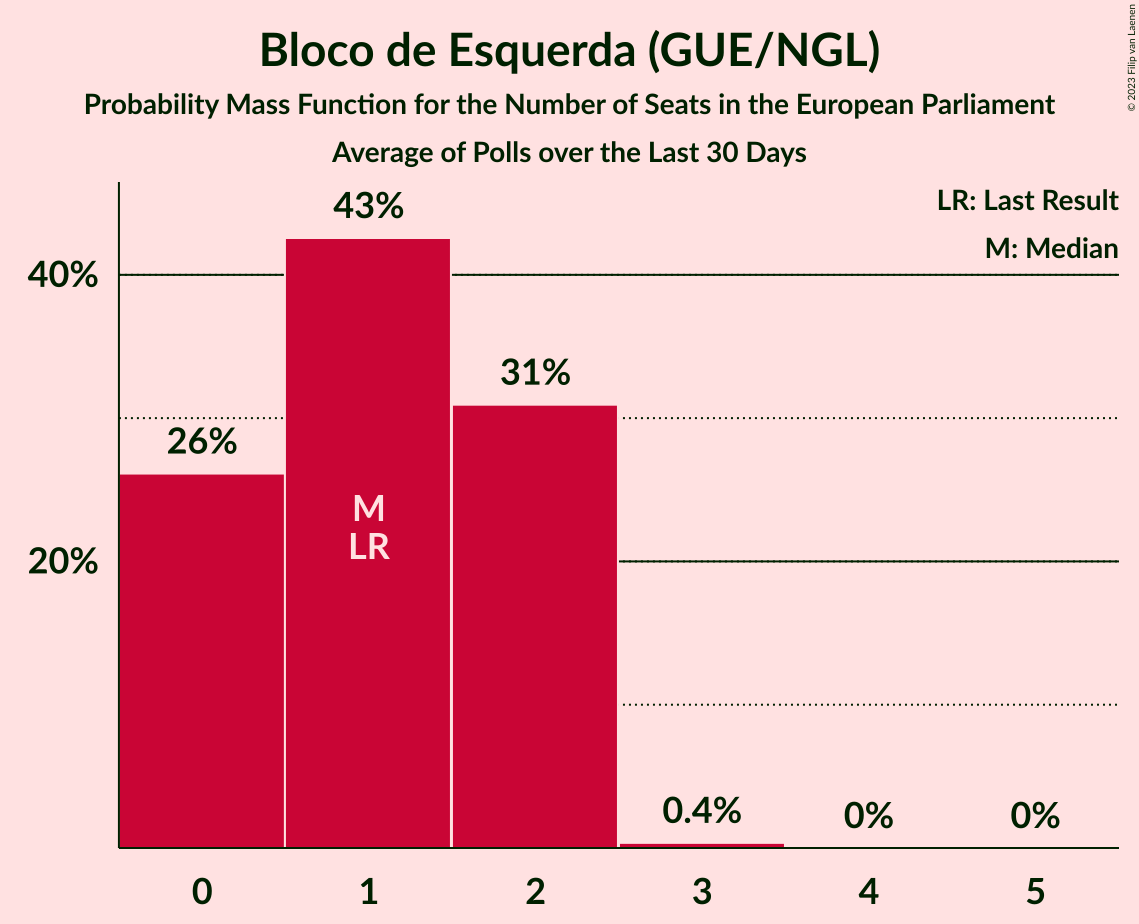 Bloco de Esquerda (GUE/NGL)
Probability Mass Function for the Number of Seats in the European Parliament
Average of Polls over the Last 30 Days
© 2023 Filip van Laenen
LR: Last Result
M: Median
43%
40%
31%
26%
M
LR
20%
0.4%
0%
0%
0
1
2
3
4
5